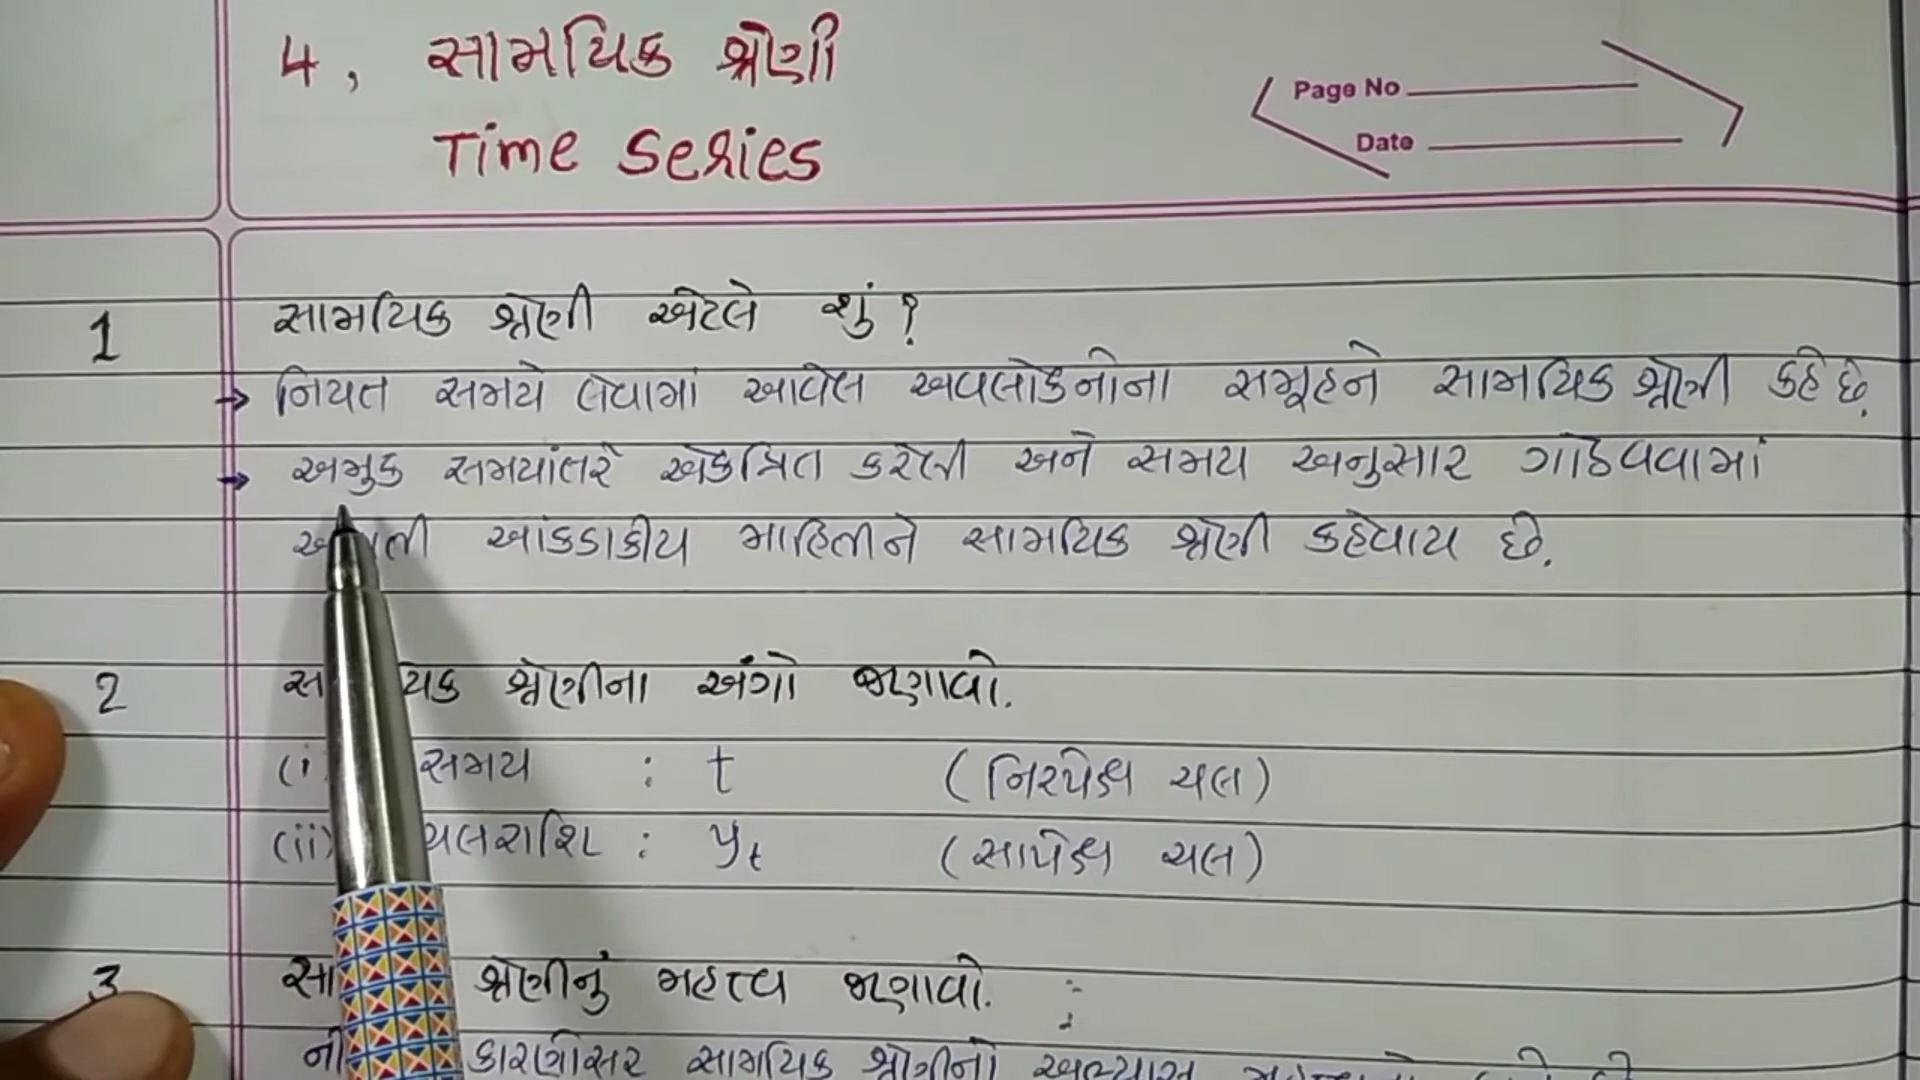 4, સામયિક શ્રેણી
Time Series
Page No
Date
1 સામયિક શ્રેણી એટલે શું?
→ નિયત સમયે લેવામાં આવેલ અવલોકનોના સમૂહને સામયિક શ્રેણી કહે છે.
→ અમુક સમયાંતરે એકત્રિત કરેલી અને સમય અનુસાર ગોઠવવામાં
આંકડાકીય માહિતીને સામયિક શ્રેણી કહેવાય છે.
2 શ્રેણીના અંગો જણાવો.
(i) સમય : t (નિરપેક્ષ ચલ)
(ii) ચલરાશિ : yt (સાપેક્ષ ચલ)
3 શ્રેણીનું મહત્ત્વ જણાવો. :
કારણોસર સામયિક શ્રેણીનો અભ્યાસ